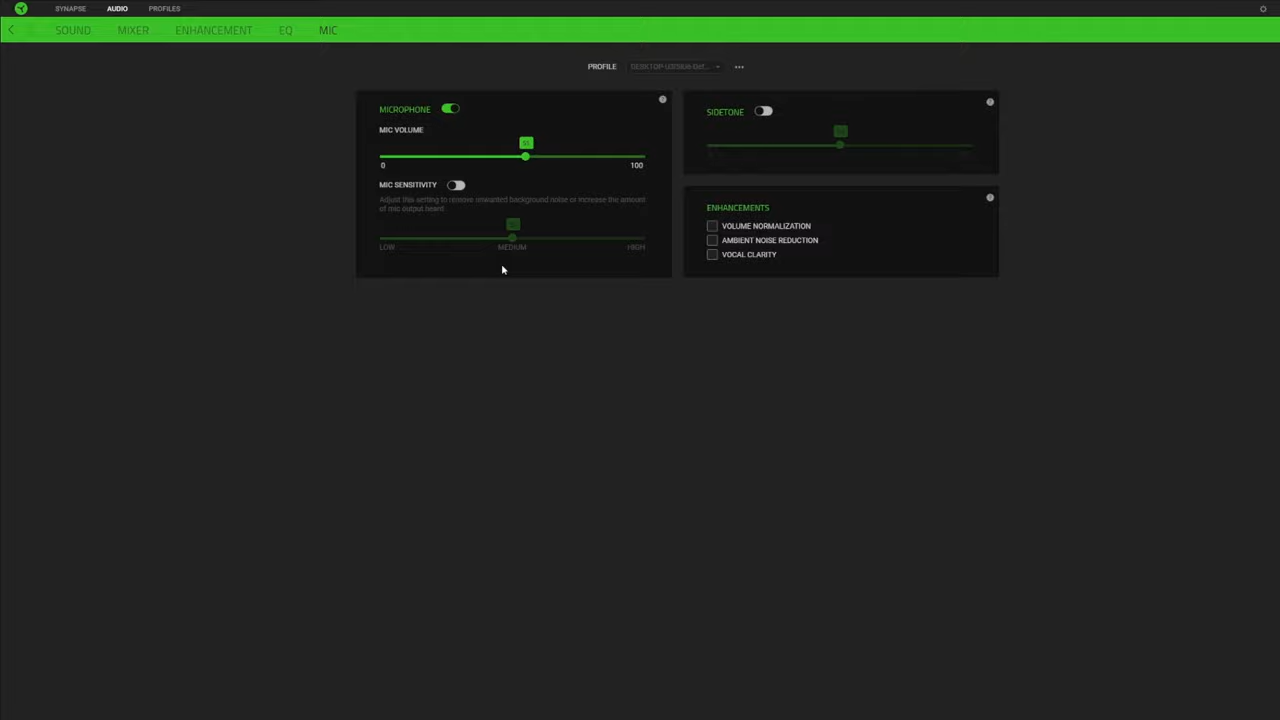 SYNAPSE AUDIO PROFILES
SOUND MIXER ENHANCEMENT EQ MIC
PROFILE
MICROPHONE
MIC VOLUME
55
0 100
MIC SENSITIVITY
Adjust this setting to remove unwanted background noise or increase the amount
of mic output heard
LOW MEDIUM HIGH
SIDETONE
ENHANCEMENTS
VOLUME NORMALIZATION
AMBIENT NOISE REDUCTION
VOCAL CLARITY